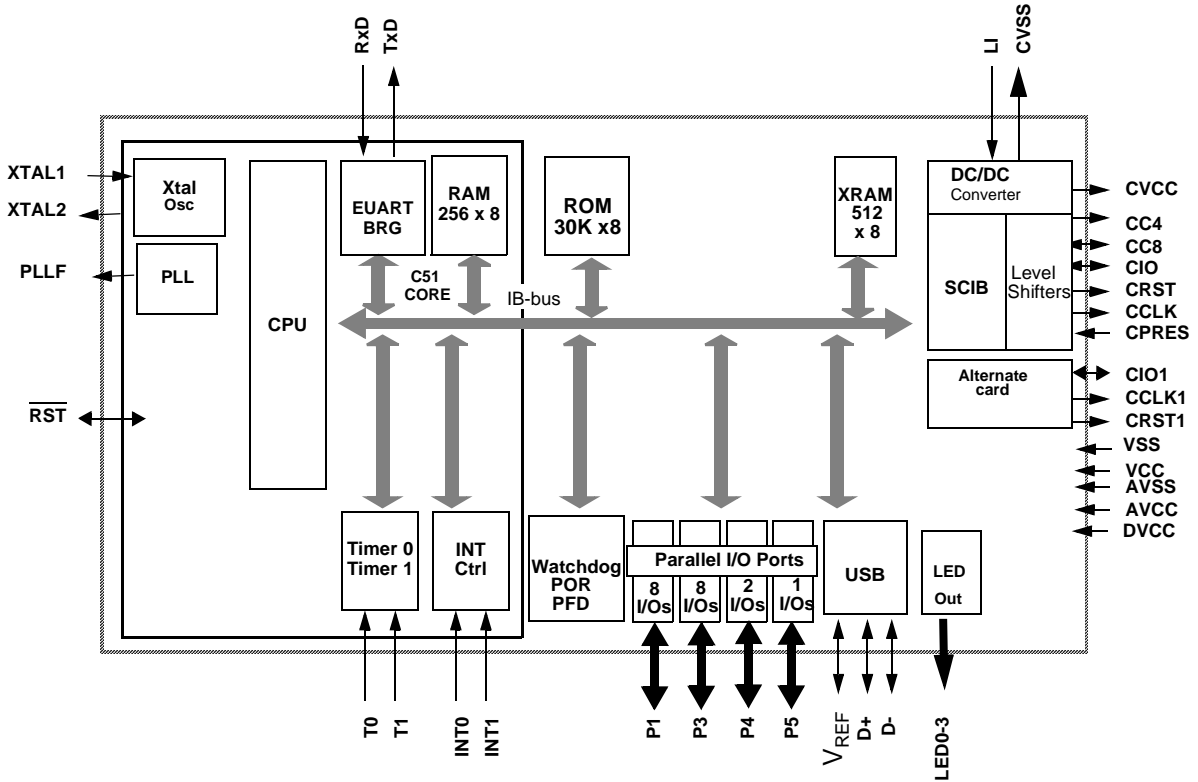 RxD
TxD
LI
CVSS
XTAL1
XTAL2
PLLF
RST
Xtal
Osc
PLL
CPU
EUART
BRG
RAM
256 x 8
C51
CORE
ROM
30K x8
IB-bus
XRAM
512
x 8
DC/DC
Converter
SCIB
Level
Shifters
Alternate
card
CVCC
CC4
CC8
CIO
CRST
CCLK
CPRES
CIO1
CCLK1
CRST1
VSS
VCC
AVSS
AVCC
DVCC
Timer 0
Timer 1
INT
Ctrl
Watchdog
POR
PFD
Parallel I/O Ports
8
I/Os
8
I/Os
2
I/Os
1
I/Os
USB
LED
Out
T0
T1
INT0
INT1
P1
P3
P4
P5
VREF
D+
D-
LED0-3